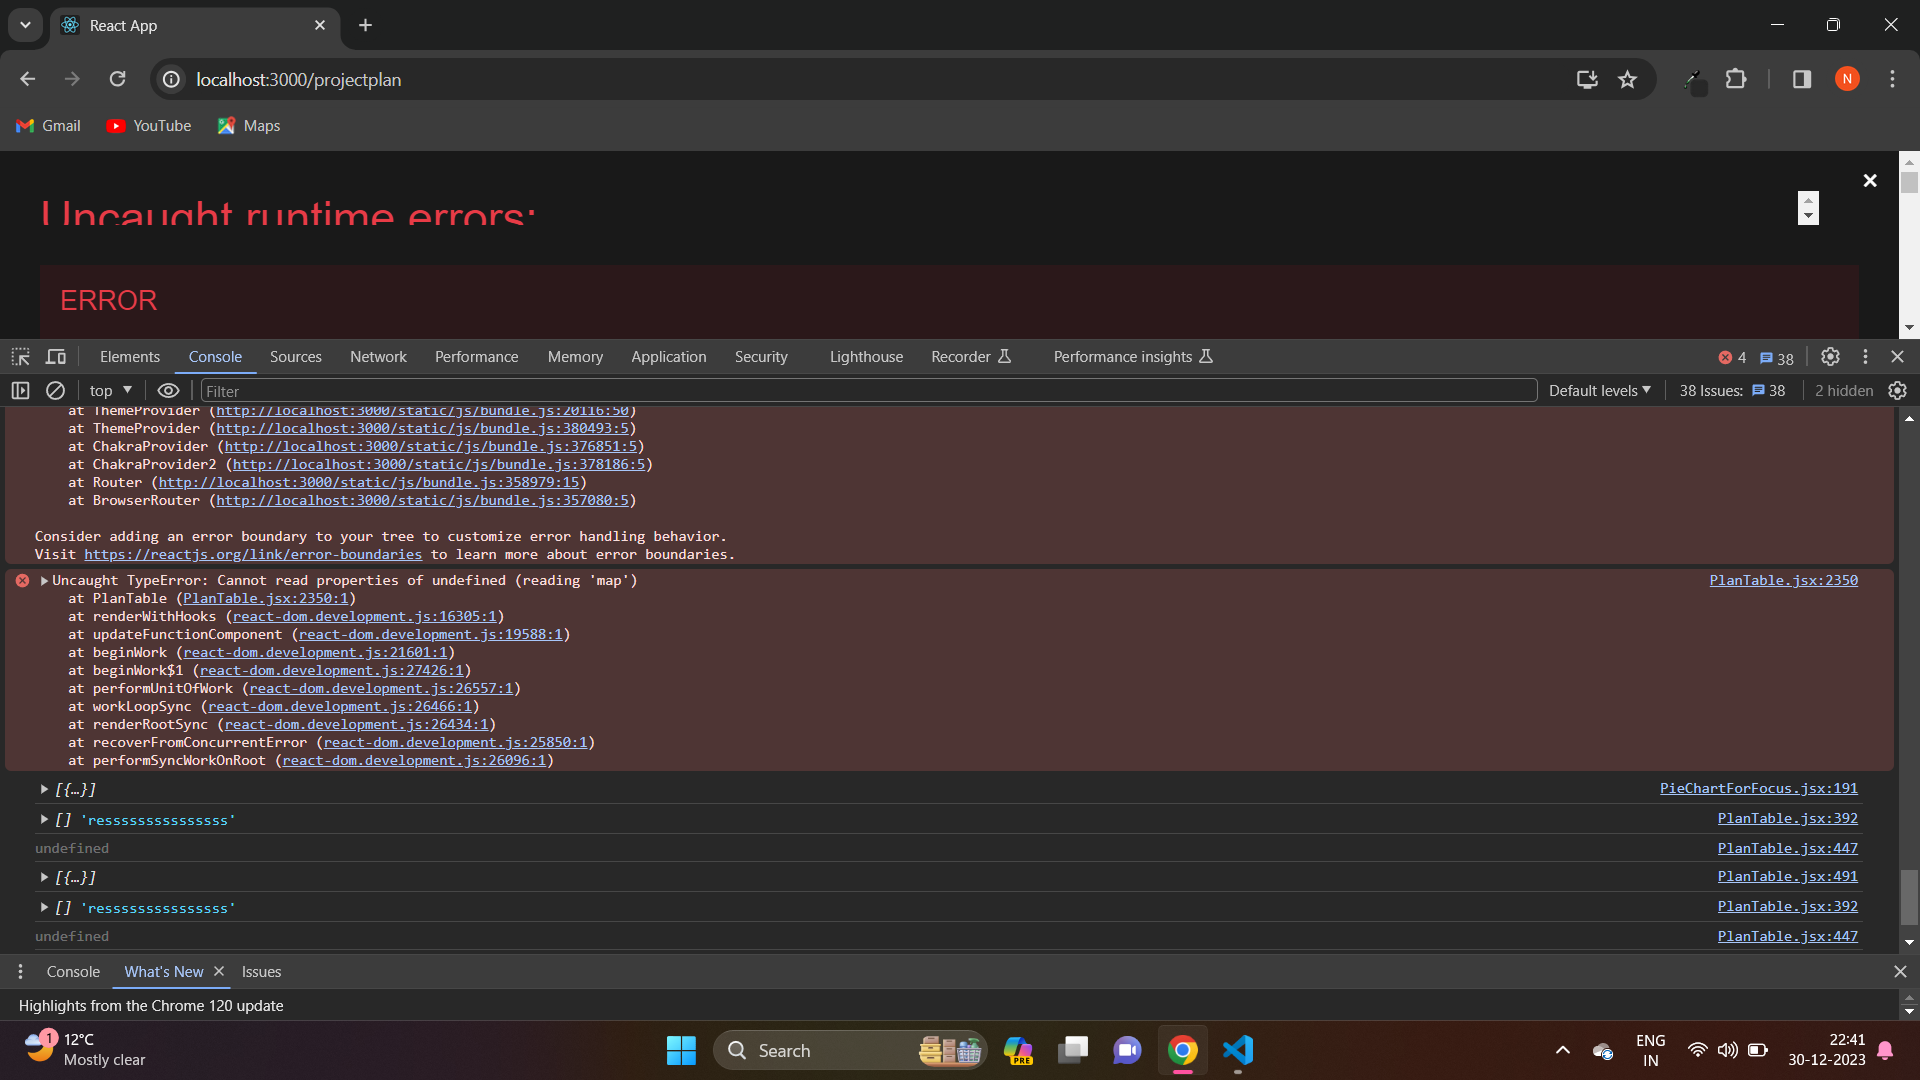 React App
localhost:3000/projectplan
N
Gmail
YouTube
Maps
Uncaught runtime errors:
ERROR
Elements
Console
Sources
Network
Performance
Memory
Application
Security
Lighthouse
Recorder
Performance insights
4
38
top
Filter
Default levels
38 Issues:
38
2 hidden
at ThemeProvider (http://localhost:3000/static/js/bundle.js:20116:50)
at ThemeProvider (http://localhost:3000/static/js/bundle.js:380493:5)
at ChakraProvider (http://localhost:3000/static/js/bundle.js:376851:5)
at ChakraProvider2 (http://localhost:3000/static/js/bundle.js:378186:5)
at Router (http://localhost:3000/static/js/bundle.js:358979:15)
at BrowserRouter (http://localhost:3000/static/js/bundle.js:357080:5)
Consider adding an error boundary to your tree to customize error handling behavior.
Visit https://reactjs.org/link/error-boundaries to learn more about error boundaries.
Uncaught TypeError: Cannot read properties of undefined (reading 'map') PlanTable.jsx:2350
at PlanTable (PlanTable.jsx:2350:1)
at renderWithHooks (react-dom.development.js:16305:1)
at updateFunctionComponent (react-dom.development.js:19588:1)
at beginWork (react-dom.development.js:21601:1)
at beginWork$1 (react-dom.development.js:27426:1)
at performUnitOfWork (react-dom.development.js:26557:1)
at workLoopSync (react-dom.development.js:26466:1)
at renderRootSync (react-dom.development.js:26434:1)
at recoverFromConcurrentError (react-dom.development.js:25850:1)
at performSyncWorkOnRoot (react-dom.development.js:26096:1)
[{…}] PieChartForFocus.jsx:191
[] 'resssssssssssssss' PlanTable.jsx:392
undefined PlanTable.jsx:447
[{…}] PlanTable.jsx:491
[] 'resssssssssssssss' PlanTable.jsx:392
undefined PlanTable.jsx:447
Console
What's New
Issues
Highlights from the Chrome 120 update
1
12°C
Mostly clear
Search
PRE
ENG
IN
22:41
30-12-2023